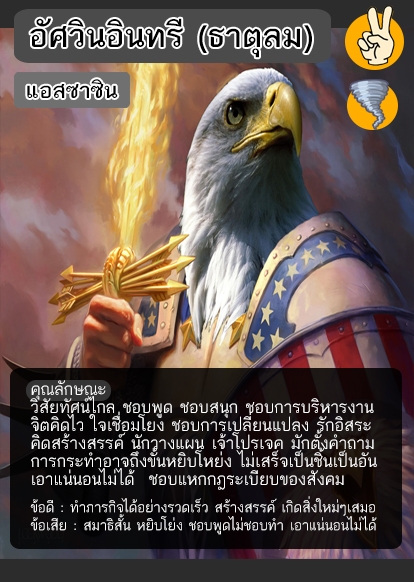 อัศวินอินทรี (ธาตุลม)
แอสซาซิน
คุณลักษณะ
วิสัยทัศน์ไกล ชอบพูด ชอบสนุก ชอบการบริหารงาน
จิตคิดไว ใจเชื่อมโยง ชอบการเปลี่ยนแปลง รักอิสระ
คิดสร้างสรรค์ นักวางแผน เจ้าโปรเจค มักตั้งคำถาม
การกระทำอาจถึงขั้นหยิบโหย่ง ไม่เสร็จเป็นชิ้นเป็นอัน
เอาแน่นอนไม่ได้ ชอบแหกกฎระเบียบของสังคม
ข้อดี : ทำภารกิจได้อย่างรวดเร็ว สร้างสรรค์ เกิดสิ่งใหม่ๆเสมอ
ข้อเสีย : สมาธิสั้น หยิบโย่ง ชอบพูดไม่ชอบทำ เอาแน่นอนไม่ได้